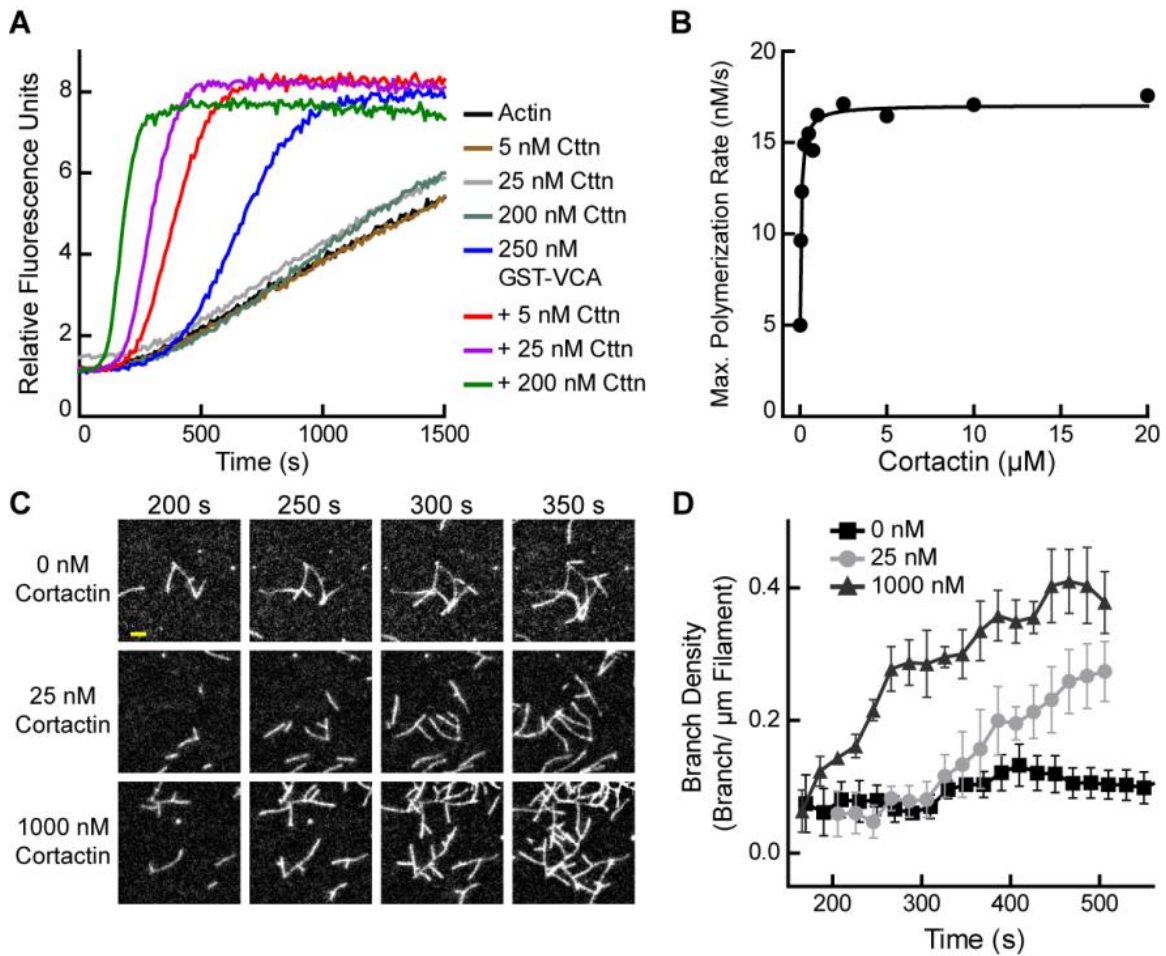 A
Relative Fluorescence Units
8
6
4
2
0
0 500 1000 1500
Time (s)
Actin
5 nM Cttn
25 nM Cttn
200 nM Cttn
250 nM
GST-VCA
+ 5 nM Cttn
+ 25 nM Cttn
+ 200 nM Cttn
B
Max. Polymerization Rate (nM/s)
20
15
10
5
0
0 5 10 15 20
Cortactin (µM)
C
200 s 250 s 300 s 350 s
0 nM
Cortactin
25 nM
Cortactin
1000 nM
Cortactin
D
0 nM
25 nM
1000 nM
Branch Density
(Branch/ µm Filament)
0.4
0.2
0.0
200 300 400 500
Time (s)